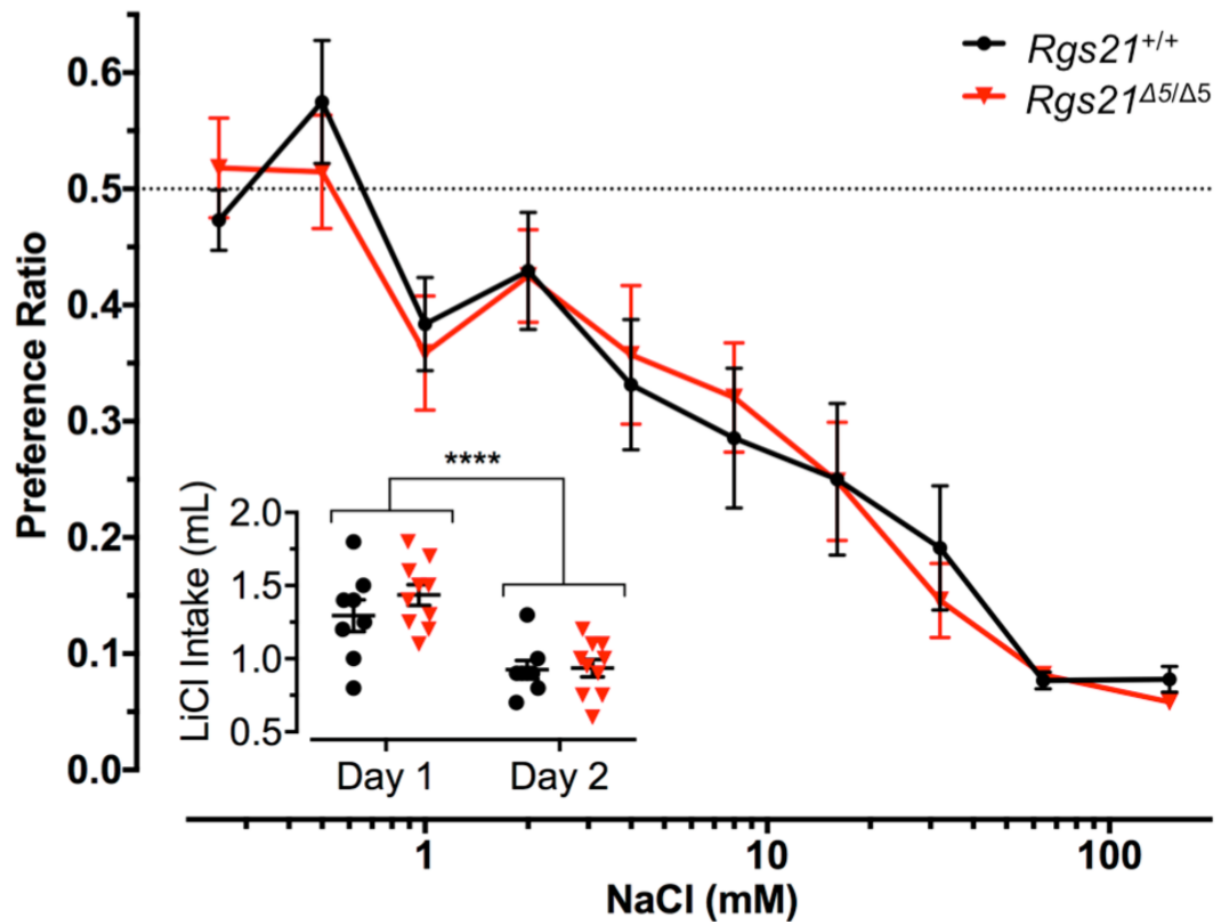 Rgs21+/+
Rgs21Δ5/Δ5
Preference Ratio
0.6
0.5
0.4
0.3
0.2
0.1
0.0
LiCl Intake (mL)
2.0
1.5
1.0
0.5
****
Day 1 Day 2
1 10 100
NaCl (mM)